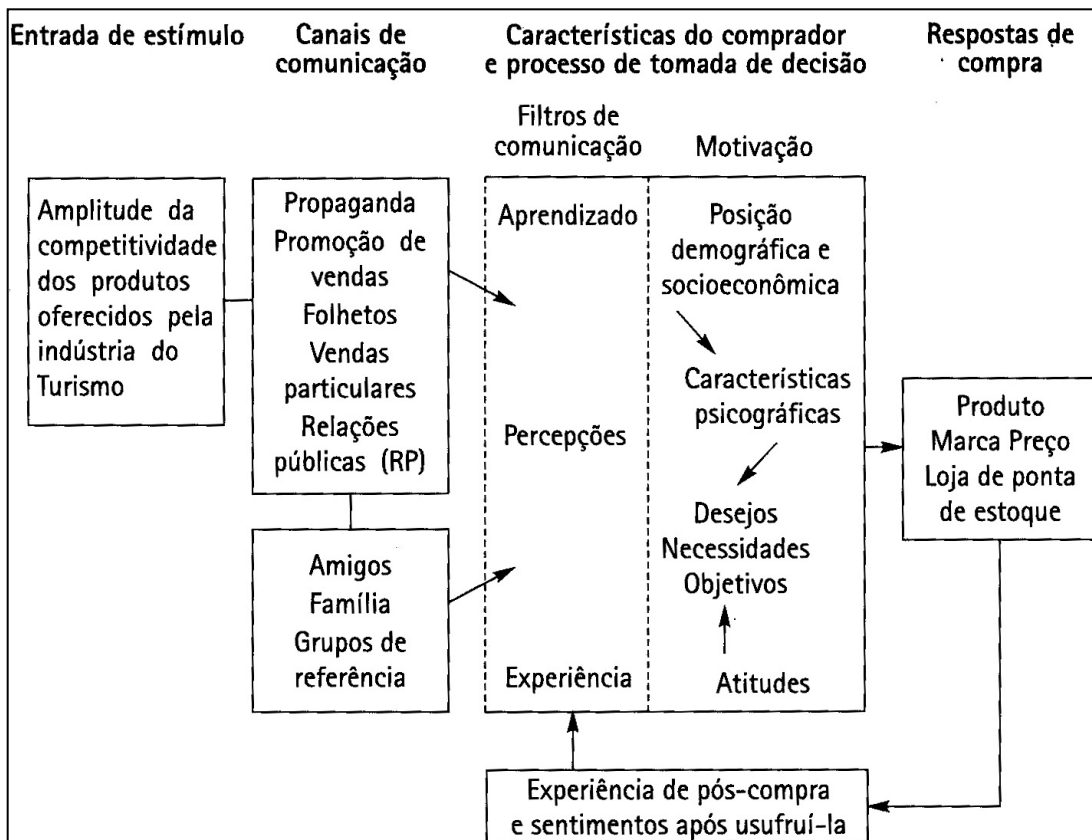 Entrada de estímulo
Canais de
comunicação
Características do comprador
e processo de tomada de decisão
Respostas de
compra
Filtros de
comunicação
Motivação
Amplitude da
competitividade
dos produtos
oferecidos pela
indústria do
Turismo
Propaganda
Promoção de
vendas
Folhetos
Vendas
particulares
Relações
públicas (RP)
Amigos
Família
Grupos de
referência
Aprendizado
Percepções
Experiência
Posição
demográfica e
socioeconômica
Características
psicográficas
Desejos
Necessidades
Objetivos
Atitudes
Produto
Marca Preço
Loja de ponta
de estoque
Experiência de pós-compra
e sentimentos após usufruí-la